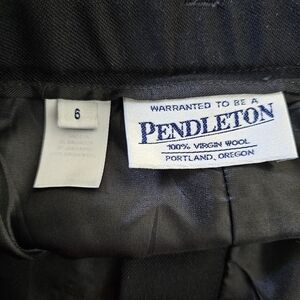 6
WARRANTED TO BE A
PENDLETON
100% VIRGIN WOOL
PORTLAND, OREGON